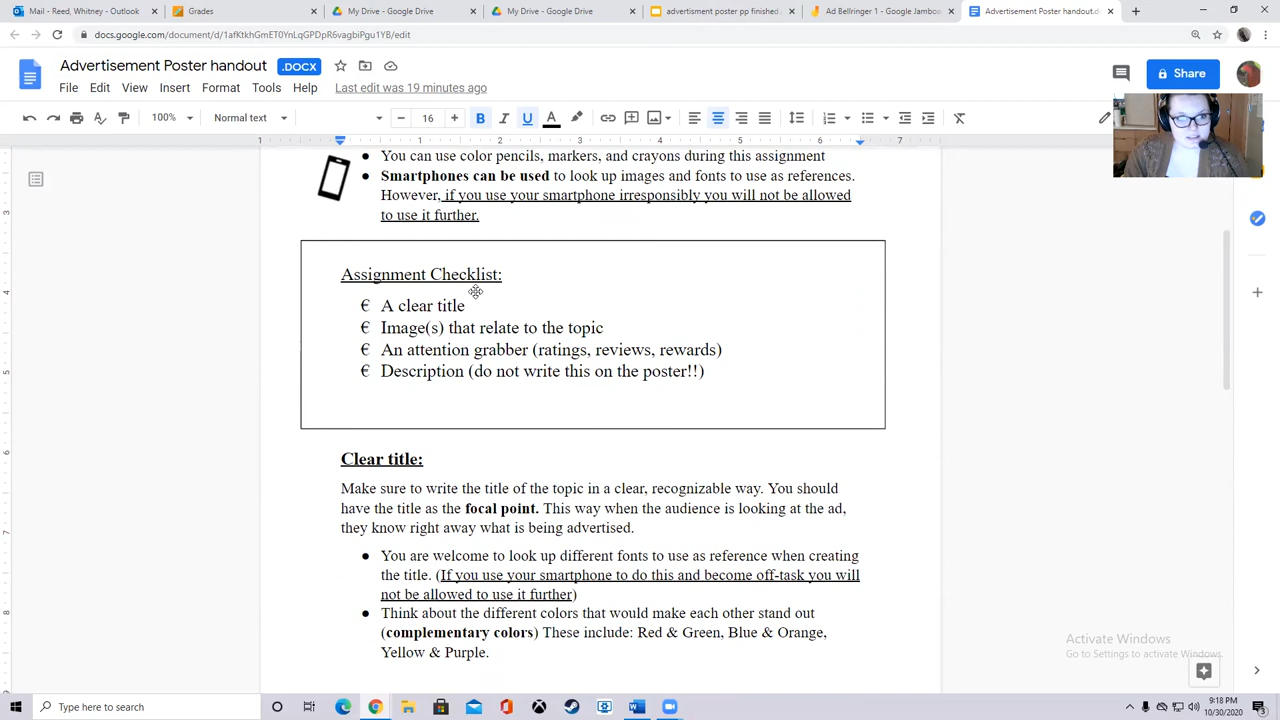 Mail - Reed, Whitney - Outlook
Grades
My Drive - Google Drive
My Drive - Google Drive
advertisment poster pp finished
Ad Bellringer 1 - Google Jamboa
Advertisement Poster handout.d
docs.google.com/document/d/1afKtkhGmET0YnLqGPDpR6vagbiPgu1YB/edit
Advertisement Poster handout .DOCX
Share
File Edit View Insert Format Tools Help Last edit was 19 minutes ago
100% Normal text 16 B I U A
1 1 2 3 4 5 6 7
You can use color pencils, markers, and crayons during this assignment
Smartphones can be used to look up images and fonts to use as references.
However, if you use your smartphone irresponsibly you will not be allowed
to use it further.
Assignment Checklist:
€ A clear title
€ Image(s) that relate to the topic
€ An attention grabber (ratings, reviews, rewards)
€ Description (do not write this on the poster!!)
Clear title:
Make sure to write the title of the topic in a clear, recognizable way. You should
have the title as the focal point. This way when the audience is looking at the ad,
they know right away what is being advertised.
● You are welcome to look up different fonts to use as reference when creating
the title. (If you use your smartphone to do this and become off-task you will
not be allowed to use it further)
● Think about the different colors that would make each other stand out
(complementary colors) These include: Red & Green, Blue & Orange,
Yellow & Purple.
Activate Windows
Go to Settings to activate Windows.
Type here to search
9:18 PM
10/30/2020